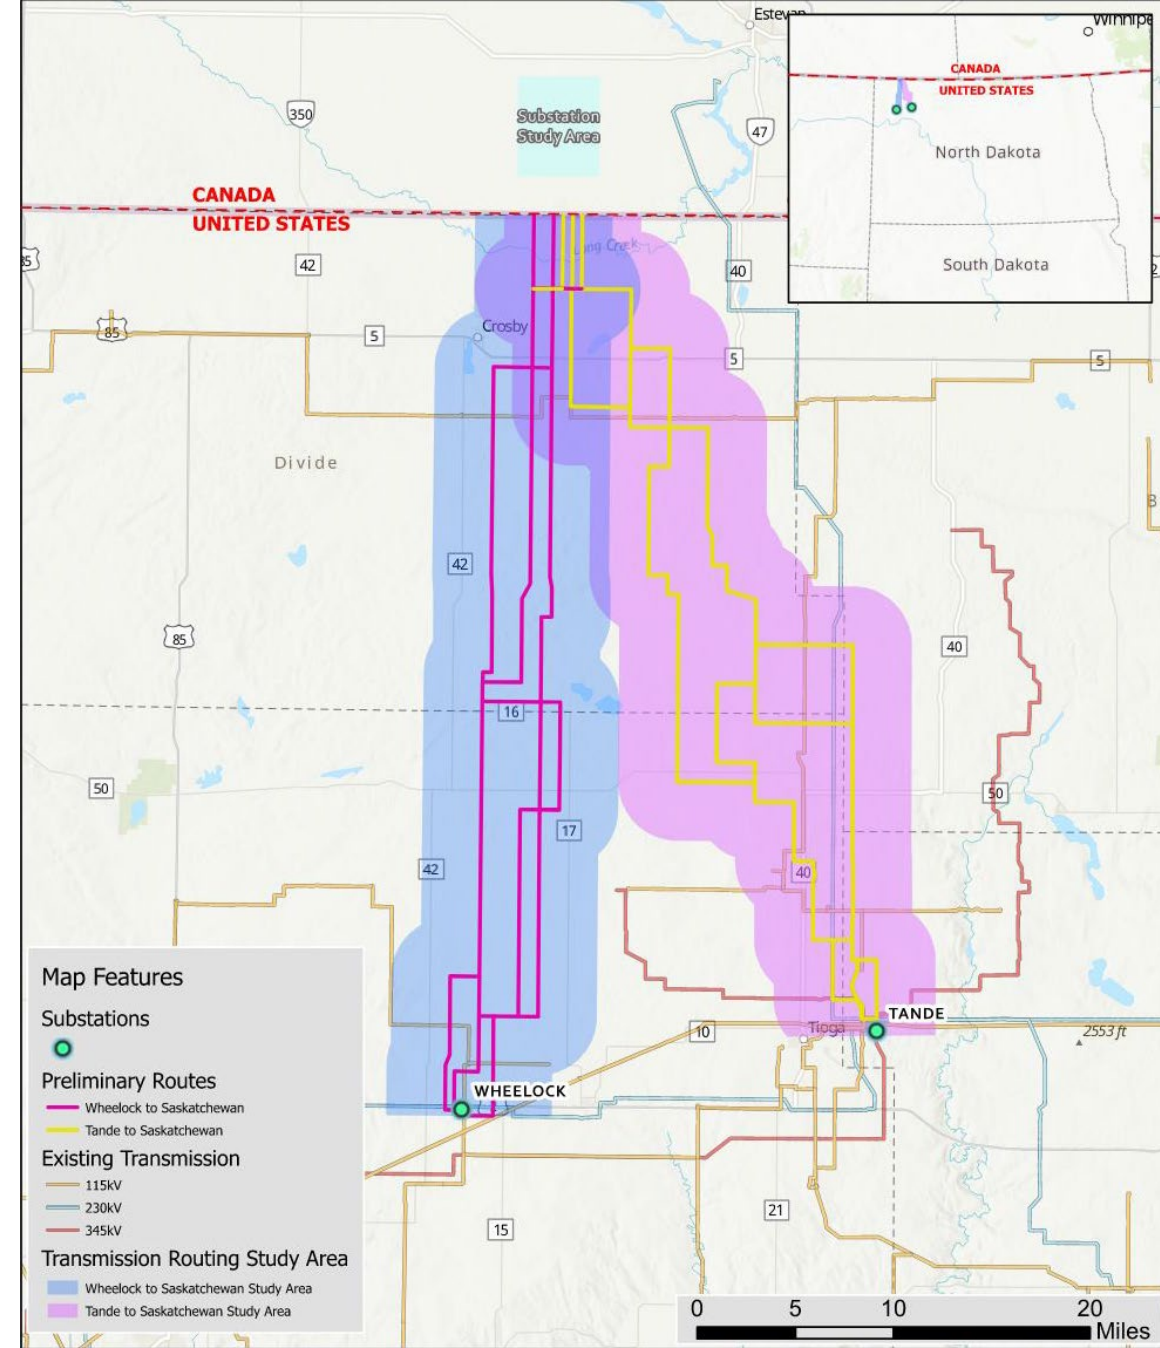 Estevan
350
Substation
Study Area
47
CANADA
UNITED STATES
Long Creek
42
40
85
5
Crosby
5
5
Divide
42
85
40
16
50
50
17
42
40
TANDE
Tioga
10
2553 ft
WHEELOCK
21
15
Winnipe
CANADA
UNITED STATES
North Dakota
South Dakota
Map Features
Substations
Preliminary Routes
Wheelock to Saskatchewan
Tande to Saskatchewan
Existing Transmission
115kV
230kV
345kV
Transmission Routing Study Area
Wheelock to Saskatchewan Study Area
Tande to Saskatchewan Study Area
0 5 10 20
Miles